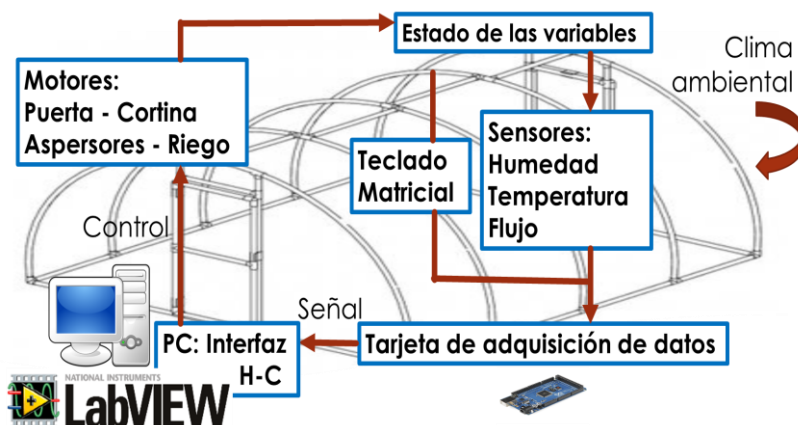 Estado de las variables
Clima
ambiental
Motores:
Puerta - Cortina
Aspersores - Riego
Teclado
Matricial
Sensores:
Humedad
Temperatura
Flujo
Control
Señal
PC: Interfaz
H-C
Tarjeta de adquisición de datos
NATIONAL INSTRUMENTS
LabVIEW